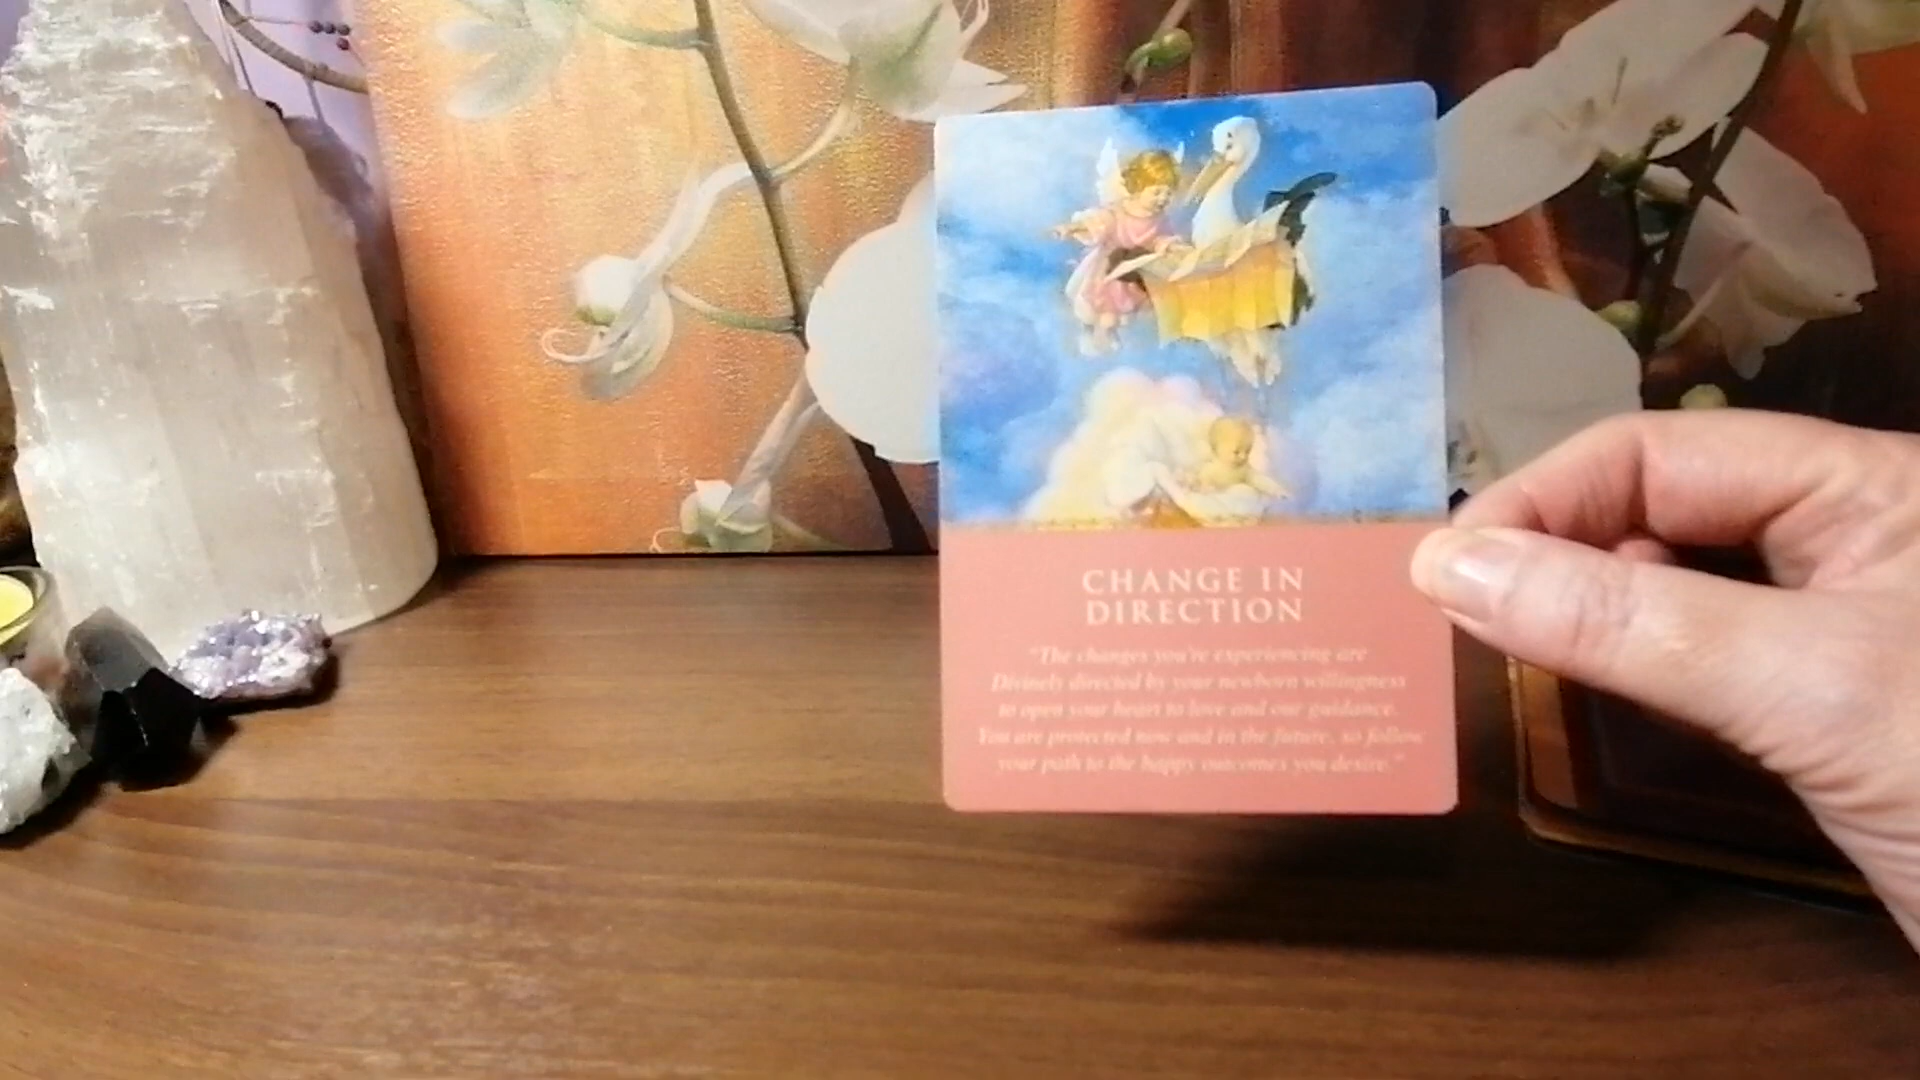 CHANGE IN
DIRECTION
"The changes you're experiencing are
Divinely directed by your newborn willingness
to open your heart to love and our guidance.
You are protected now and in the future, so follow
your path to the happy outcomes you desire."